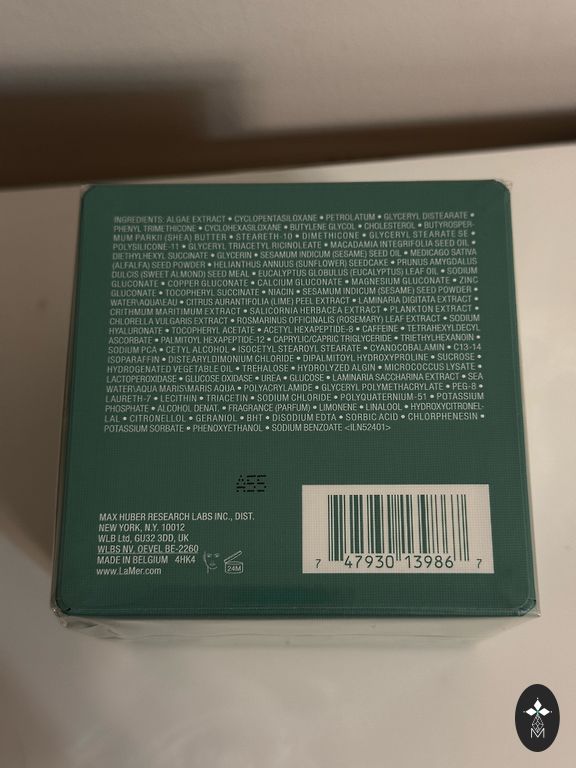 INGREDIENTS: ALGAE EXTRACT • CYCLOPENTASILOXANE • PETROLATUM • GLYCERYL DISTEARATE •
PHENYL TRIMETHICONE • CYCLOHEXASILOXANE • BUTYLENE GLYCOL • CHOLESTEROL • BUTYROSPER-
MUM PARKII (SHEA) BUTTER • STEARETH-10 • DIMETHICONE • GLYCERYL STEARATE SE •
POLYSILICONE-11 • GLYCERYL TRIACETYL RICINOLEATE • MACADAMIA INTEGRIFOLIA SEED OIL •
DIETHYLHEXYL SUCCINATE • GLYCERIN • SESAMUM INDICUM (SESAME) SEED OIL • MEDICAGO SATIVA
(ALFALFA) SEED POWDER • HELIANTHUS ANNUUS (SUNFLOWER) SEEDCAKE • PRUNUS AMYGDALUS
DULCIS (SWEET ALMOND) SEED MEAL • EUCALYPTUS GLOBULUS (EUCALYPTUS) LEAF OIL • SODIUM
GLUCONATE • COPPER GLUCONATE • CALCIUM GLUCONATE • MAGNESIUM GLUCONATE • ZINC
GLUCONATE • TOCOPHERYL SUCCINATE • NIACIN • SESAMUM INDICUM (SESAME) SEED POWDER •
WATER\AQUA\EAU • CITRUS AURANTIFOLIA (LIME) PEEL EXTRACT • LAMINARIA DIGITATA EXTRACT •
CRITHMUM MARITIMUM EXTRACT • SALICORNIA HERBACEA EXTRACT • PLANKTON EXTRACT •
CHLORELLA VULGARIS EXTRACT • ROSMARINUS OFFICINALIS (ROSEMARY) LEAF EXTRACT • SODIUM
HYALURONATE • TOCOPHERYL ACETATE • ACETYL HEXAPEPTIDE-8 • CAFFEINE • TETRAHEXYLDECYL
ASCORBATE • PALMITOYL HEXAPEPTIDE-12 • CAPRYLIC/CAPRIC TRIGLYCERIDE • TRIETHYLHEXANOIN •
SODIUM PCA • CETYL ALCOHOL • ISOCETYL STEAROYL STEARATE • CYANOCOBALAMIN • C13-14
ISOPARAFFIN • DISTEARYLDIMONIUM CHLORIDE • DIPALMITOYL HYDROXYPROLINE • SUCROSE •
HYDROGENATED VEGETABLE OIL • TREHALOSE • HYDROLYZED ALGIN • MICROCOCCUS LYSATE •
LACTOPEROXIDASE • GLUCOSE OXIDASE • UREA • GLUCOSE • LAMINARIA SACCHARINA EXTRACT • SEA
WATER\AQUA MARIS\MARIS AQUA • POLYACRYLAMIDE • GLYCERYL POLYMETHACRYLATE • PEG-8 •
LAURETH-7 • LECITHIN • TRIACETIN • SODIUM CHLORIDE • POLYQUATERNIUM-51 • POTASSIUM
PHOSPHATE • ALCOHOL DENAT. • FRAGRANCE (PARFUM) • LIMONENE • LINALOOL • HYDROXYCITRONEL-
LAL • CITRONELLOL • GERANIOL • BHT • DISODIUM EDTA • SORBIC ACID • CHLORPHENESIN •
POTASSIUM SORBATE • PHENOXYETHANOL • SODIUM BENZOATE <ILN52401>
A55
MAX HUBER RESEARCH LABS INC., DIST.
NEW YORK, N.Y. 10012
WLB Ltd, GU32 3DD, UK
WLBS NV, OEVEL BE-2260
MADE IN BELGIUM 4HK4
www.LaMer.com
24M
7 47930 13986 7
M